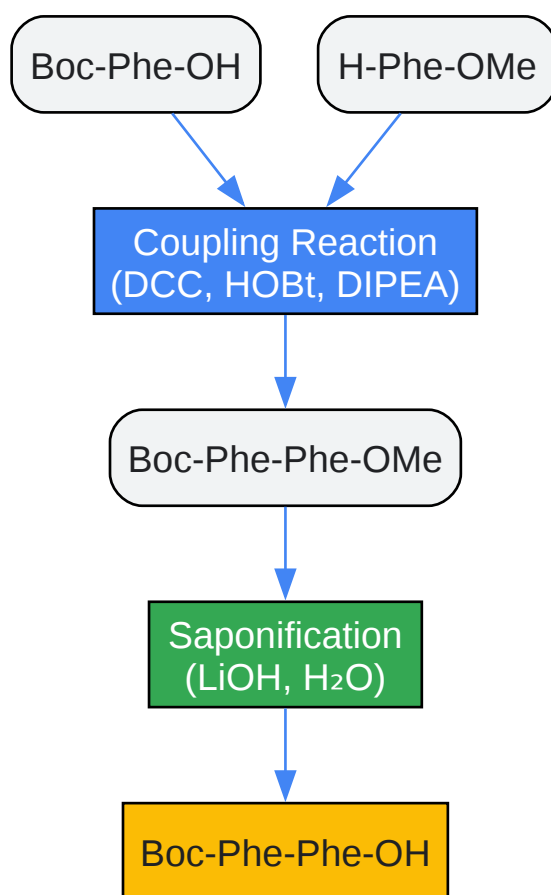 Boc-Phe-OH
H-Phe-OMe
Coupling Reaction
(DCC, HOBt, DIPEA)
Boc-Phe-Phe-OMe
Saponification
(LiOH, H₂O)
Boc-Phe-Phe-OH